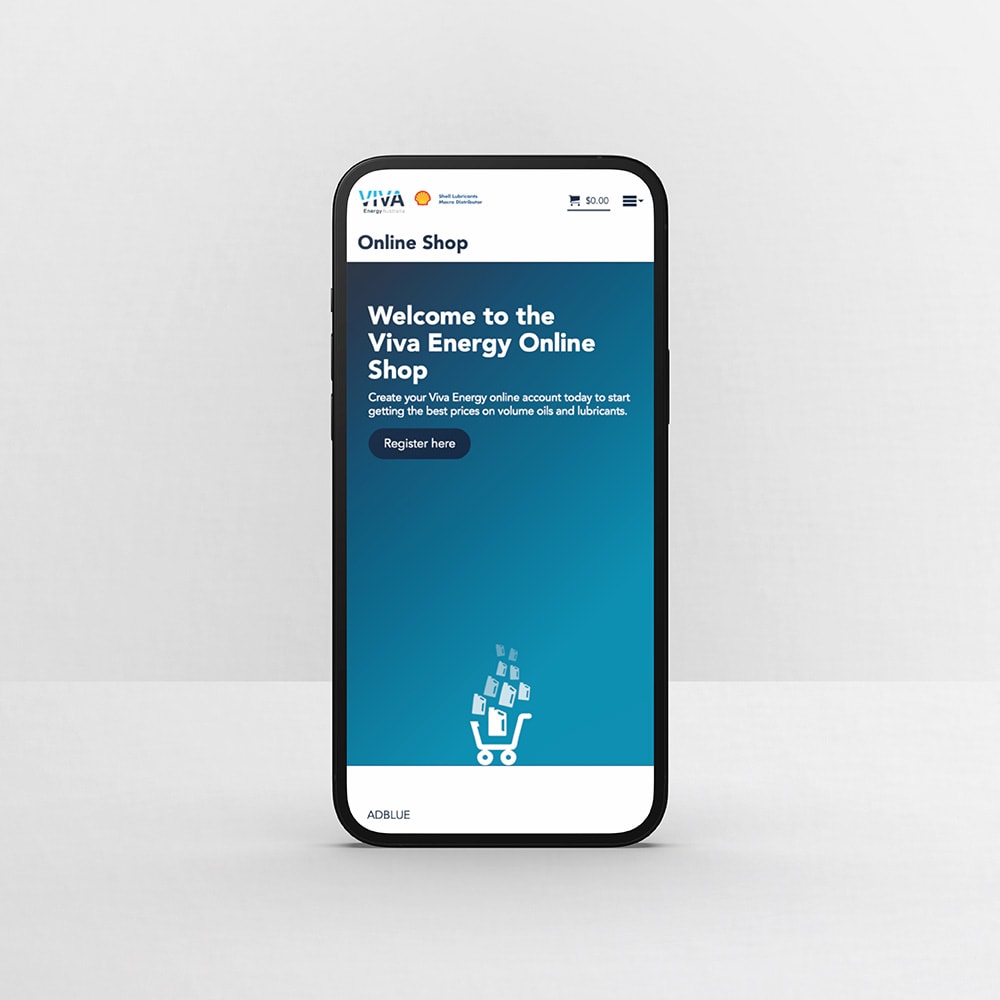 VIVA
Energy Australia
Shell Lubricants
Macro Distributor
$0.00
Online Shop
Welcome to the
Viva Energy Online
Shop
Create your Viva Energy online account today to start
getting the best prices on volume oils and lubricants.
Register here
ADBLUE